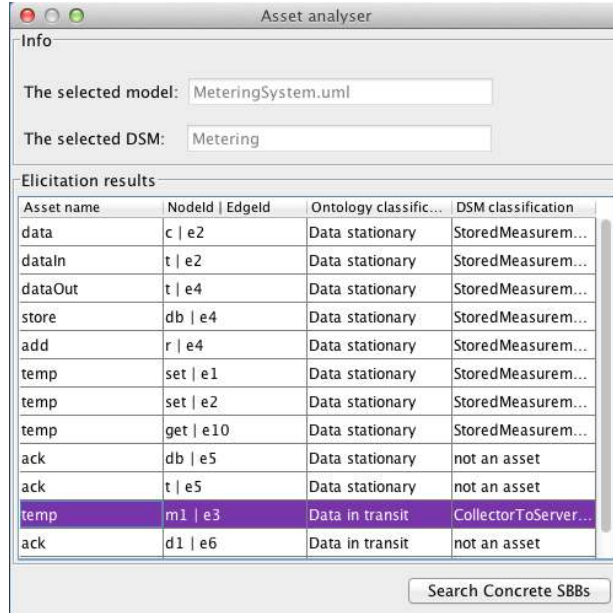 Asset analyser
Info
The selected model: MeteringSystem.uml
The selected DSM: Metering
Elicitation results
Asset name NodeId | EdgeId Ontology classific... DSM classification
data c | e2 Data stationary StoredMeasurem...
dataIn t | e2 Data stationary StoredMeasurem...
dataOut t | e4 Data stationary StoredMeasurem...
store db | e4 Data stationary StoredMeasurem...
add r | e4 Data stationary StoredMeasurem...
temp set | e1 Data stationary StoredMeasurem...
temp set | e2 Data stationary StoredMeasurem...
temp get | e10 Data stationary StoredMeasurem...
ack db | e5 Data stationary not an asset
ack t | e5 Data stationary not an asset
temp m1 | e3 Data in transit CollectorToServer...
ack d1 | e6 Data in transit not an asset
Search Concrete SBBs